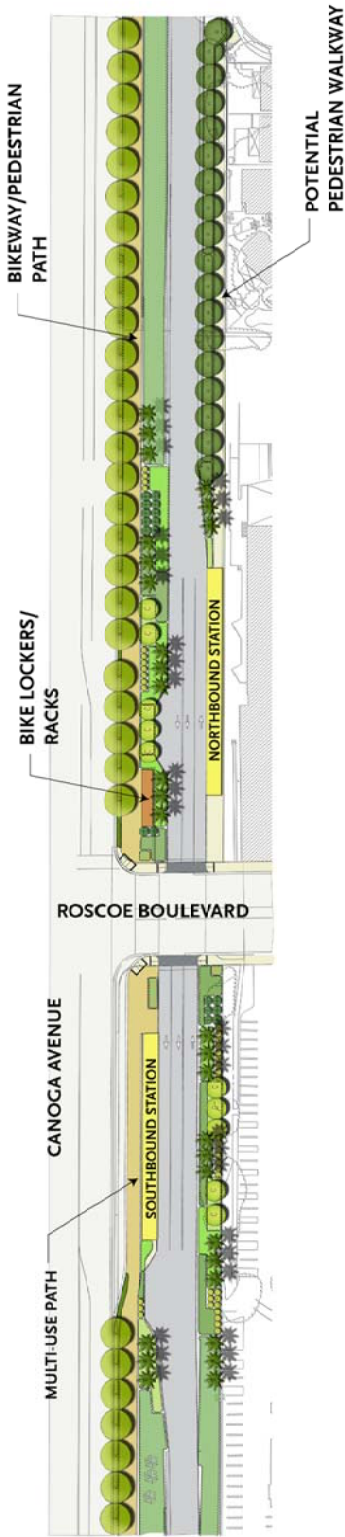 MULTI-USE PATH
CANOGA AVENUE
SOUTHBOUND STATION
ROSCOE BOULEVARD
BIKE LOCKERS/
RACKS
NORTHBOUND STATION
BIKEWAY/PEDESTRIAN
PATH
POTENTIAL
PEDESTRIAN WALKWAY